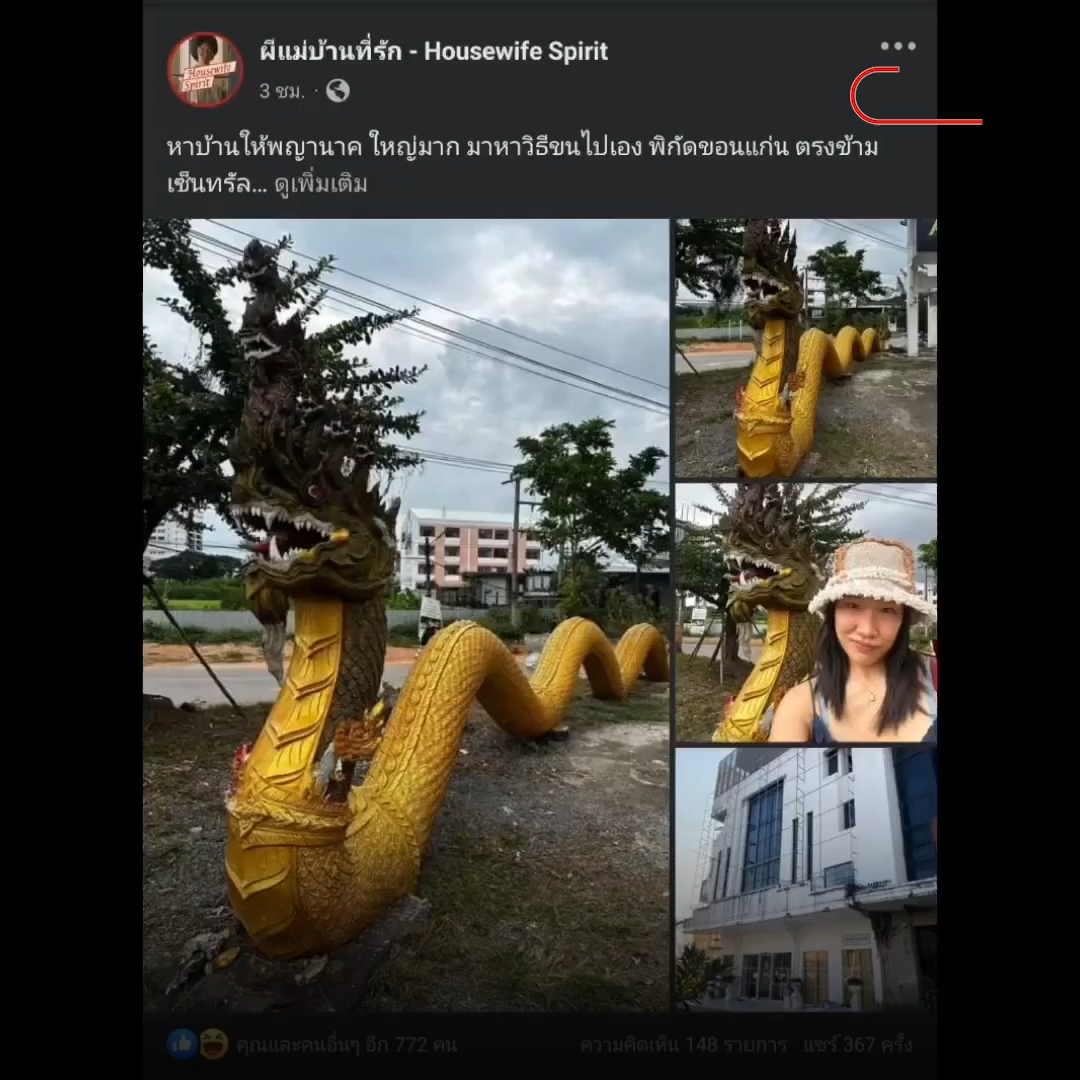 ผีแม่บ้านที่รัก - Housewife Spirit
Housewife
Spirit
3 ชม. ·
หาบ้านให้พญานาค ใหญ่มาก มาหาวิธีขนไปเอง พิกัดขอนแก่น ตรงข้าม
เซ็นทรัล... ดูเพิ่มเติม
คุณและคนอื่นๆ อีก 772 คน
ความคิดเห็น 148 รายการ แชร์ 367 ครั้ง